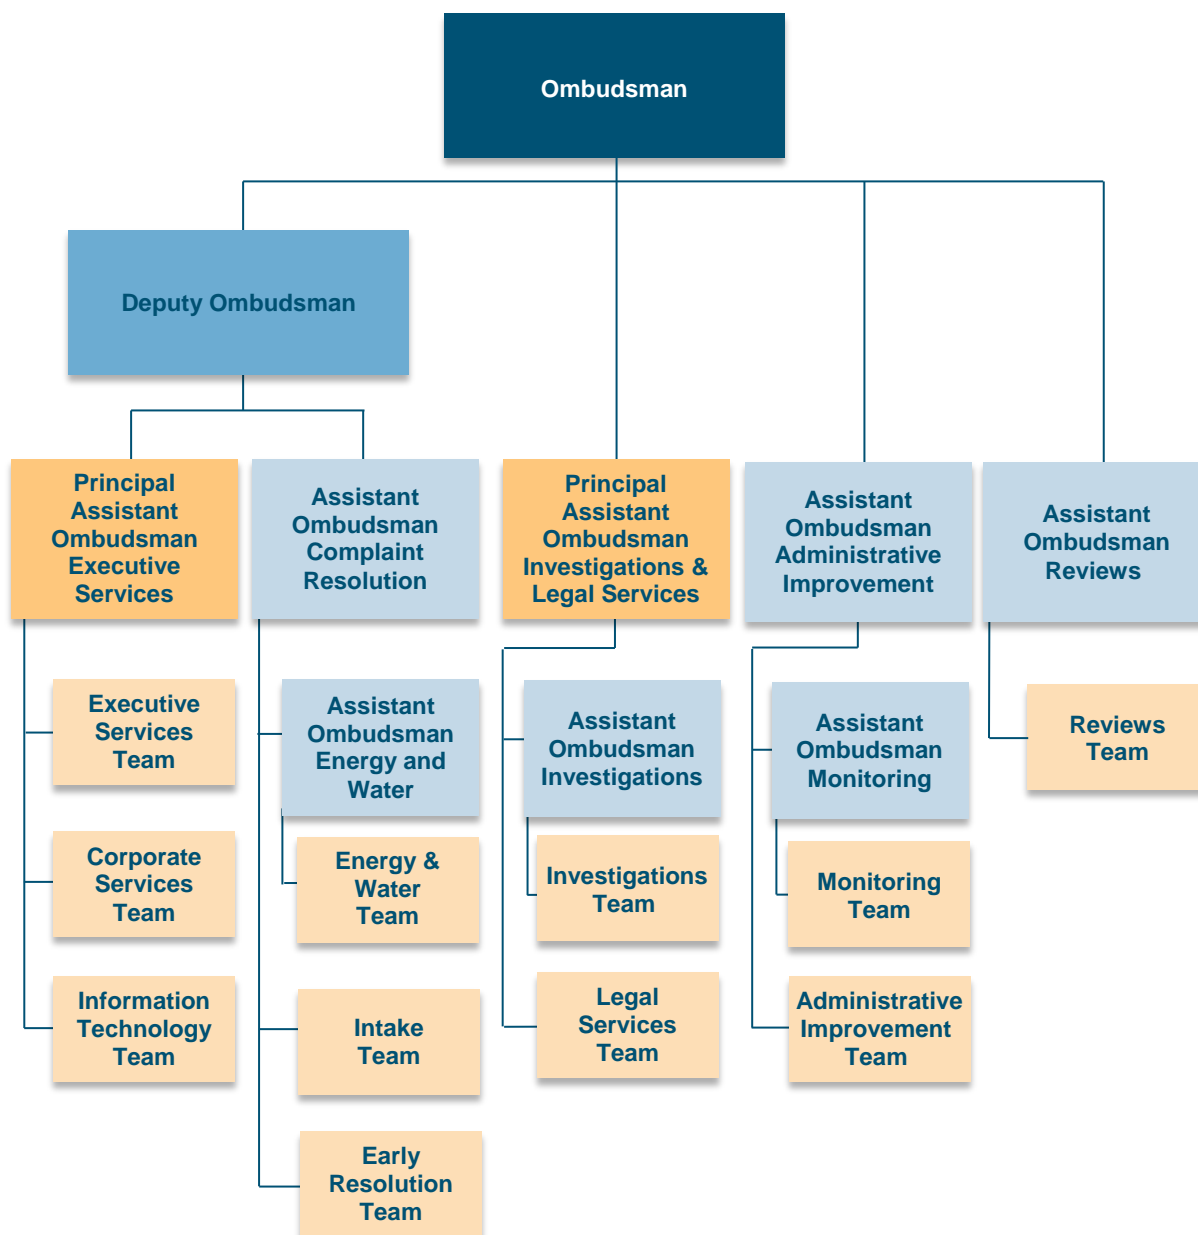 Ombudsman
Deputy Ombudsman
Principal
Assistant
Ombudsman
Executive
Services
Assistant
Ombudsman
Complaint
Resolution
Principal
Assistant
Ombudsman
Investigations &
Legal Services
Assistant
Ombudsman
Administrative
Improvement
Assistant
Ombudsman
Reviews
Executive
Services
Team
Assistant
Ombudsman
Energy and
Water
Assistant
Ombudsman
Investigations
Assistant
Ombudsman
Monitoring
Reviews
Team
Corporate
Services
Team
Energy &
Water
Team
Investigations
Team
Monitoring
Team
Information
Technology
Team
Intake
Team
Legal
Services
Team
Administrative
Improvement
Team
Early
Resolution
Team